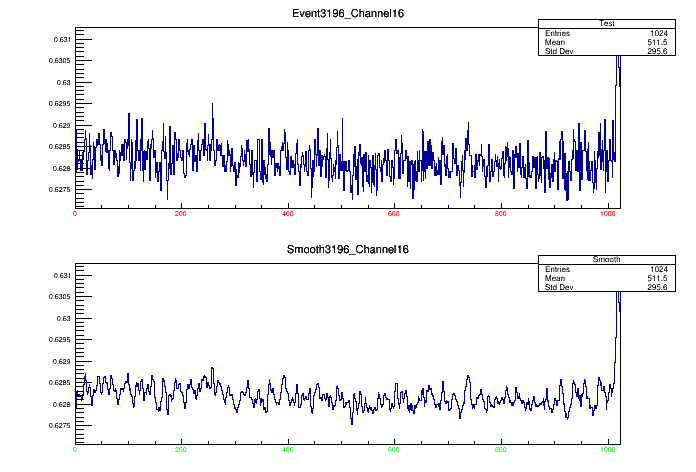 Event3196_Channel16
Test
Entries 1024
Mean 511.5
Std Dev 295.6
0.631
0.6305
0.63
0.6295
0.629
0.6285
0.628
0.6275
0 200 400 600 800 1000
Smooth3196_Channel16
Smooth
Entries 1024
Mean 511.5
Std Dev 295.6
0.631
0.6305
0.63
0.6295
0.629
0.6285
0.628
0.6275
0 200 400 600 800 1000